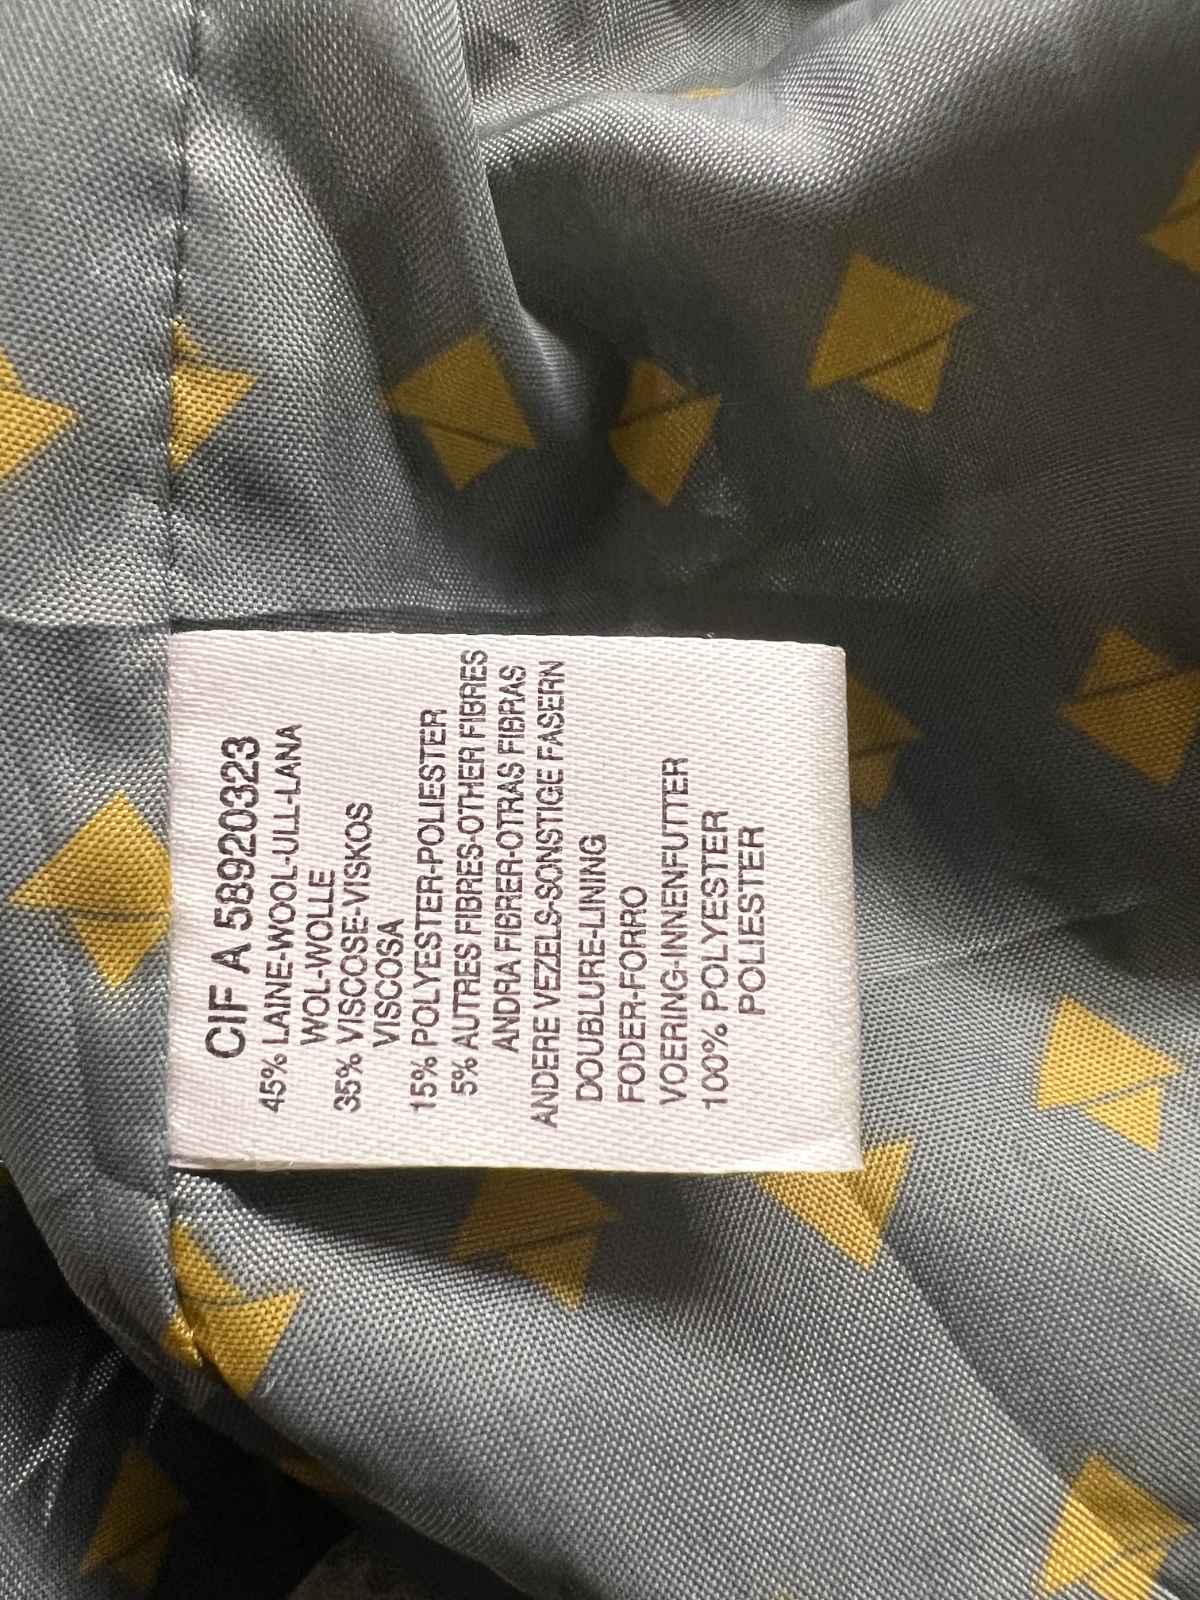 CIF A 58920323
45% LAINE-WOOL-ULL-LANA
WOL-WOLLE
35% VISCOSE-VISKOS
VISCOSA
15% POLYESTER-POLIESTER
5% AUTRES FIBRES-OTHER FIBRES
ANDRA FIBRER-OTRAS FIBRAS
ANDERE VEZELS-SONSTIGE FASERN
DOUBLURE-LINING
FODER-FORRO
VOERING-INNENFUTTER
100% POLYESTER
POLIESTER